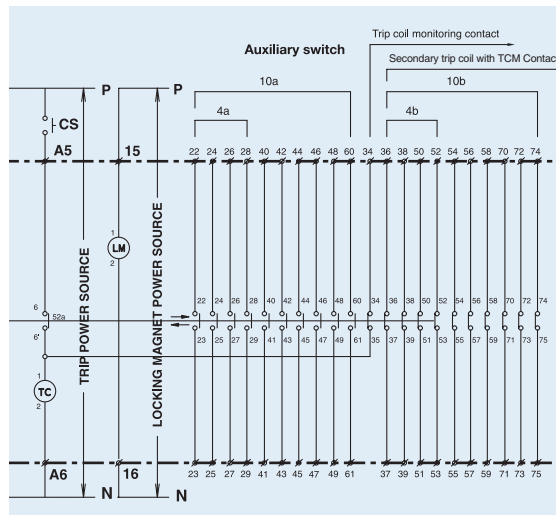 Trip coil monitoring contact
Auxiliary switch
Secondary trip coil with TCM Contac
10a
10b
P
P
4a
4b
CS
A5
15
22 24 26 28 40 42 44 46 48 60 34 36 38 50 52 54 56 58 70 72 74
1
LM
2
TRIP POWER SOURCE
LOCKING MAGNET POWER SOURCE
6
52a
6'
22 24 26 28 40 42 44 46 48 60 34 36 38 50 52 54 56 58 70 72 74
23 25 27 29 41 43 45 47 49 61 35 37 39 51 53 55 57 59 71 73 75
1
TC
2
A6
16
23 25 27 29 41 43 45 47 49 61 37 39 51 53 55 57 59 71 73 75
N
N